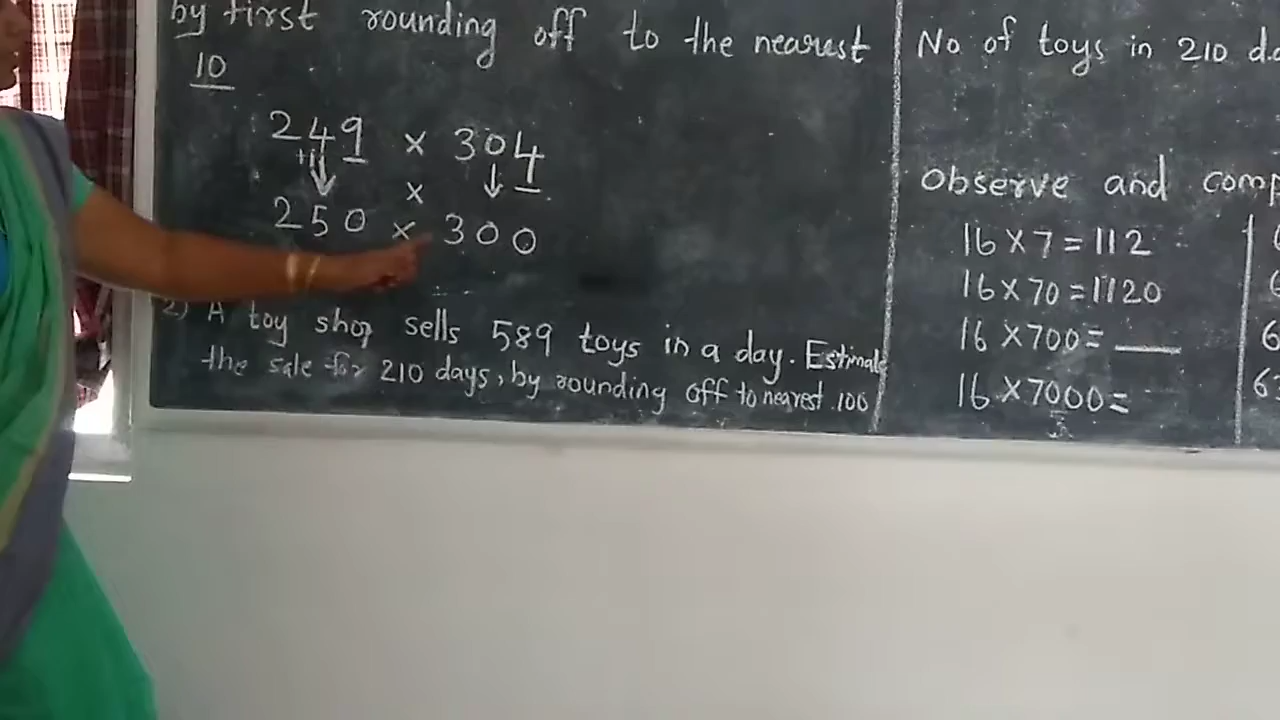 by first rounding off to the nearest
10
249 × 304
+1 ×
250 × 300
2) A toy shop sells 589 toys in a day. Estimate
the sale for 210 days, by rounding off to nearest 100
No of toys in 210
Observe and
16 × 7 = 112
16 × 70 = 1120
16 × 700 = ____
16 × 7000 =